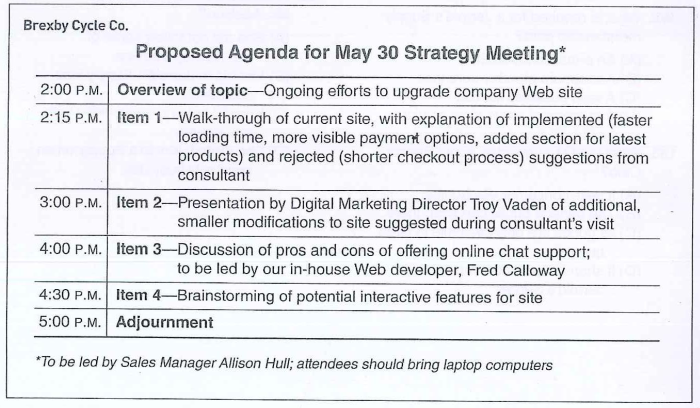 Brexby Cycle Co.
Proposed Agenda for May 30 Strategy Meeting*
2:00 P.M. Overview of topic—Ongoing efforts to upgrade company Web site
2:15 P.M. Item 1—Walk-through of current site, with explanation of implemented (faster
loading time, more visible payment options, added section for latest
products) and rejected (shorter checkout process) suggestions from
consultant
3:00 P.M. Item 2—Presentation by Digital Marketing Director Troy Vaden of additional,
smaller modifications to site suggested during consultant's visit
4:00 P.M. Item 3—Discussion of pros and cons of offering online chat support;
to be led by our in-house Web developer, Fred Calloway
4:30 P.M. Item 4—Brainstorming of potential interactive features for site
5:00 P.M. Adjournment
*To be led by Sales Manager Allison Hull; attendees should bring laptop computers